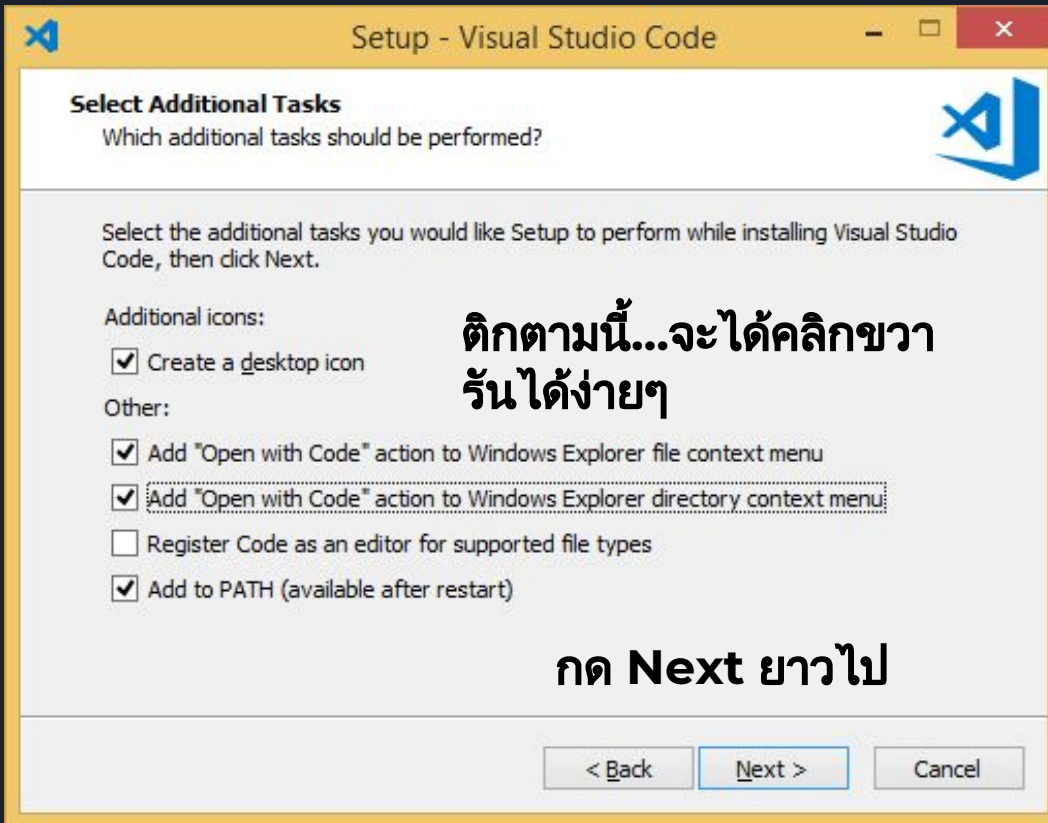 Setup - Visual Studio Code
Select Additional Tasks
Which additional tasks should be performed?
Select the additional tasks you would like Setup to perform while installing Visual Studio
Code, then click Next.
Additional icons:
ติกตามนี้...จะได้คลิกขวา
รันได้ง่ายๆ
Create a desktop icon
Other:
Add "Open with Code" action to Windows Explorer file context menu
Add "Open with Code" action to Windows Explorer directory context menu
Register Code as an editor for supported file types
Add to PATH (available after restart)
กด Next ยาวไป
< Back Next > Cancel